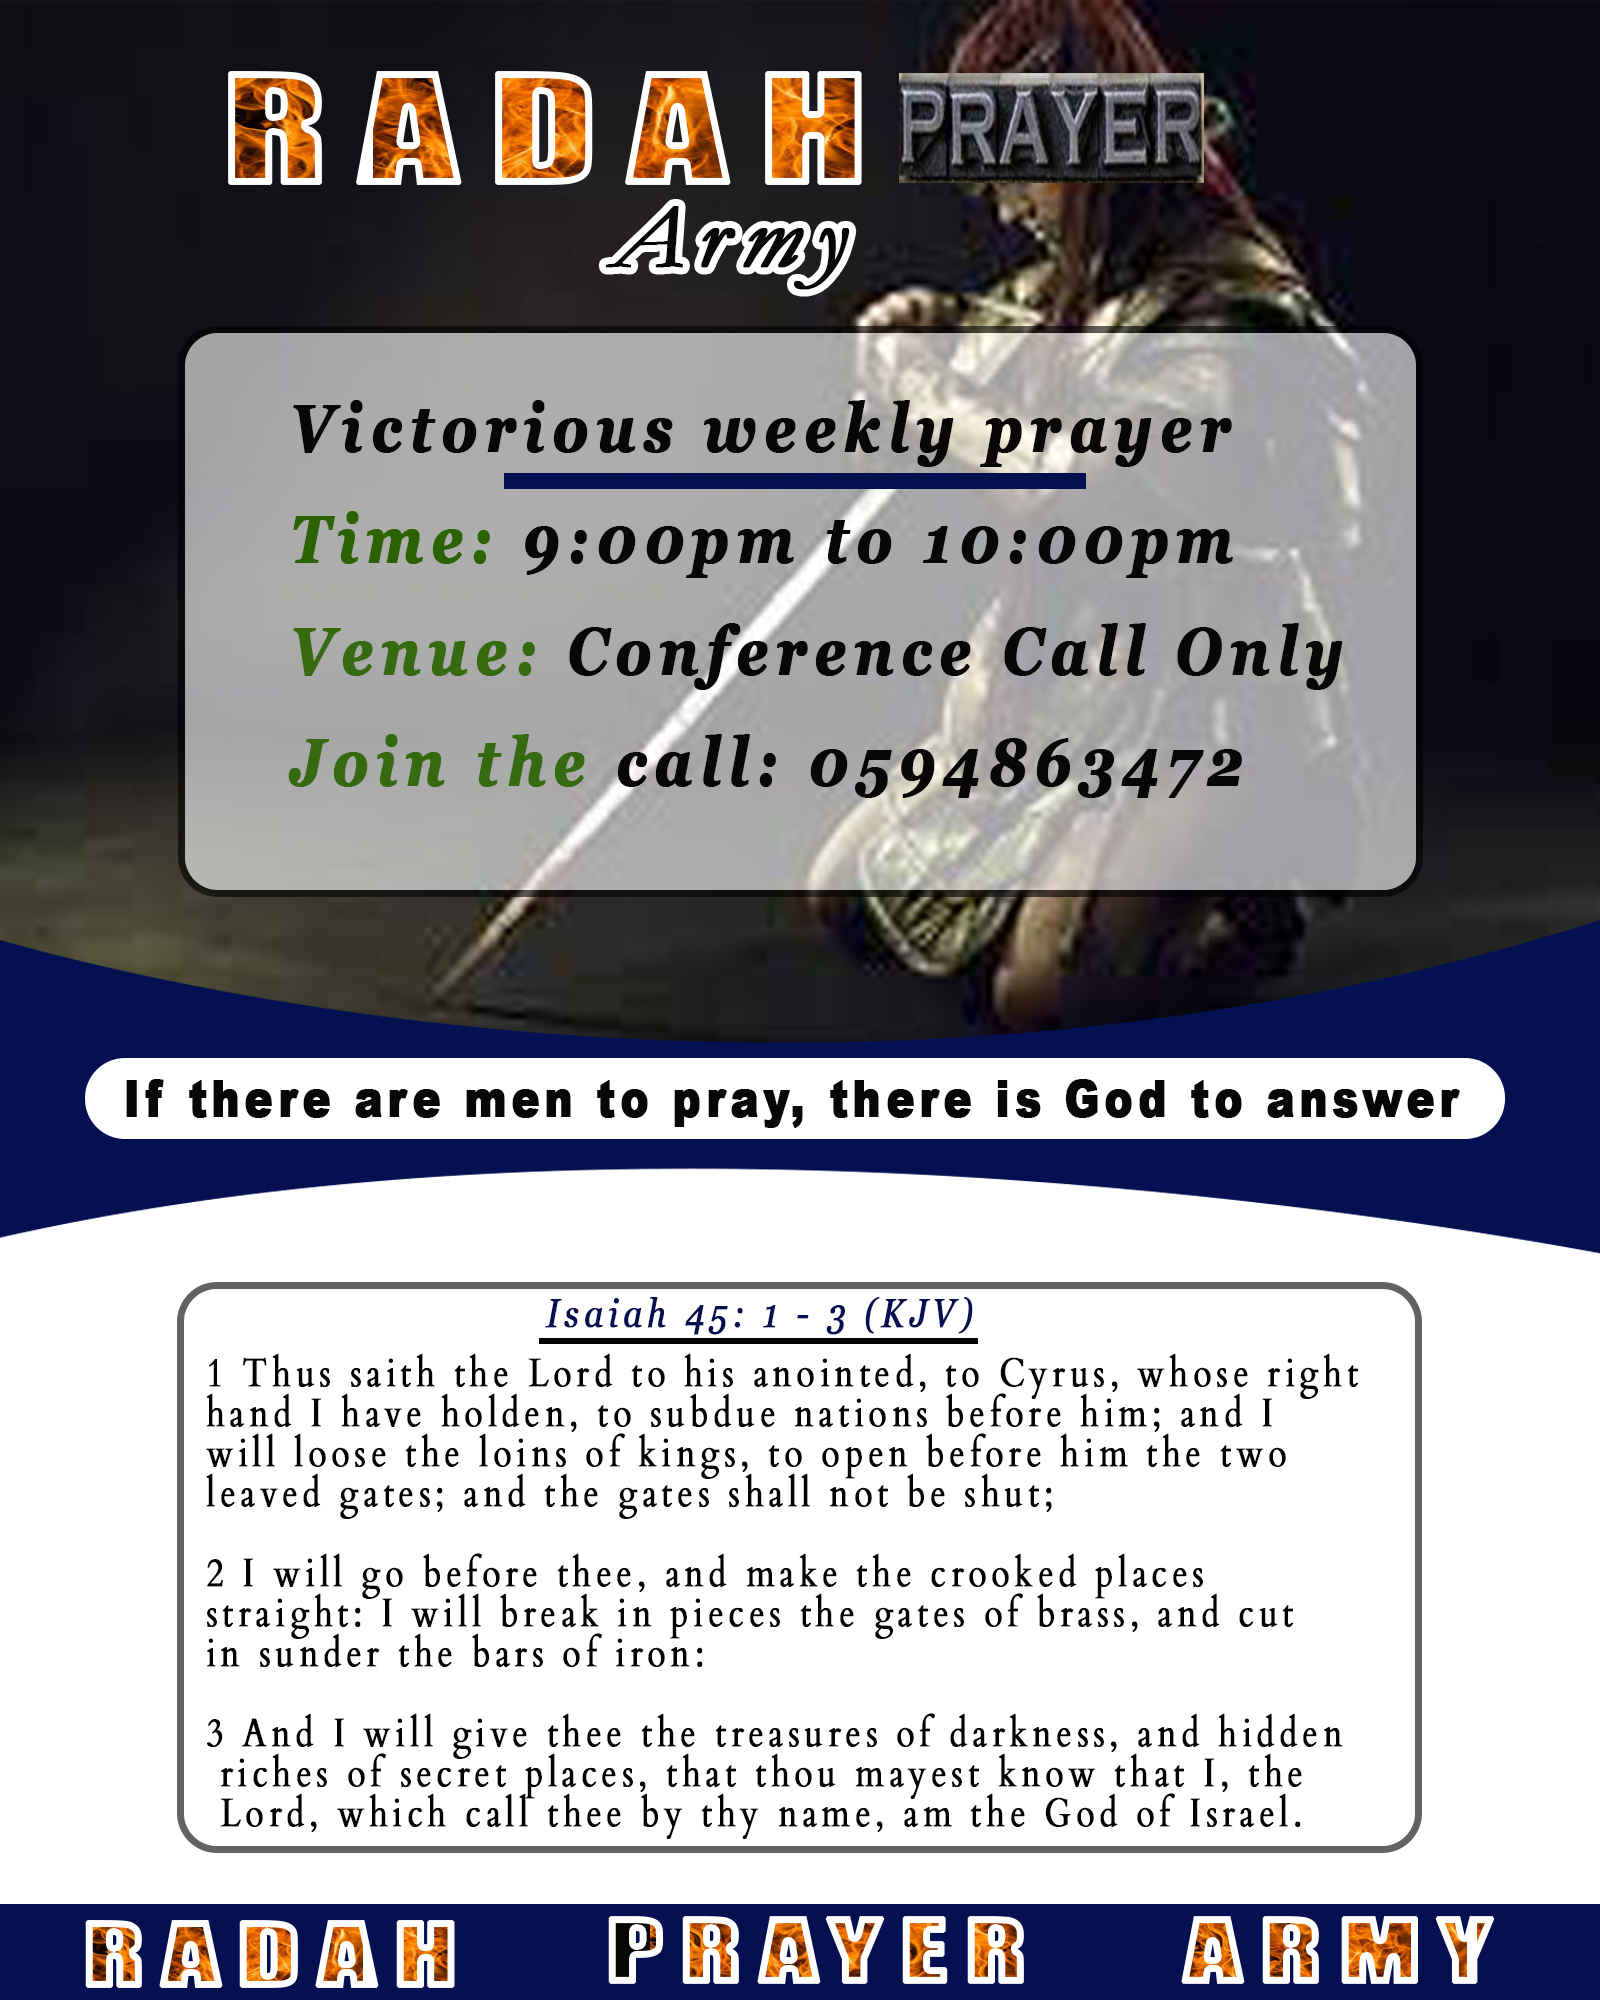 RADAH PRAYER
Army
Victorious weekly prayer
Time: 9:00pm to 10:00pm
Venue: Conference Call Only
Join the call: 0594863472
If there are men to pray, there is God to answer
Isaiah 45: 1 - 3 (KJV)
1 Thus saith the Lord to his anointed, to Cyrus, whose right
hand I have holden, to subdue nations before him; and I
will loose the loins of kings, to open before him the two
leaved gates; and the gates shall not be shut;
2 I will go before thee, and make the crooked places
straight: I will break in pieces the gates of brass, and cut
in sunder the bars of iron:
3 And I will give thee the treasures of darkness, and hidden
riches of secret places, that thou mayest know that I, the
Lord, which call thee by thy name, am the God of Israel.
RADAH PRAYER ARMY